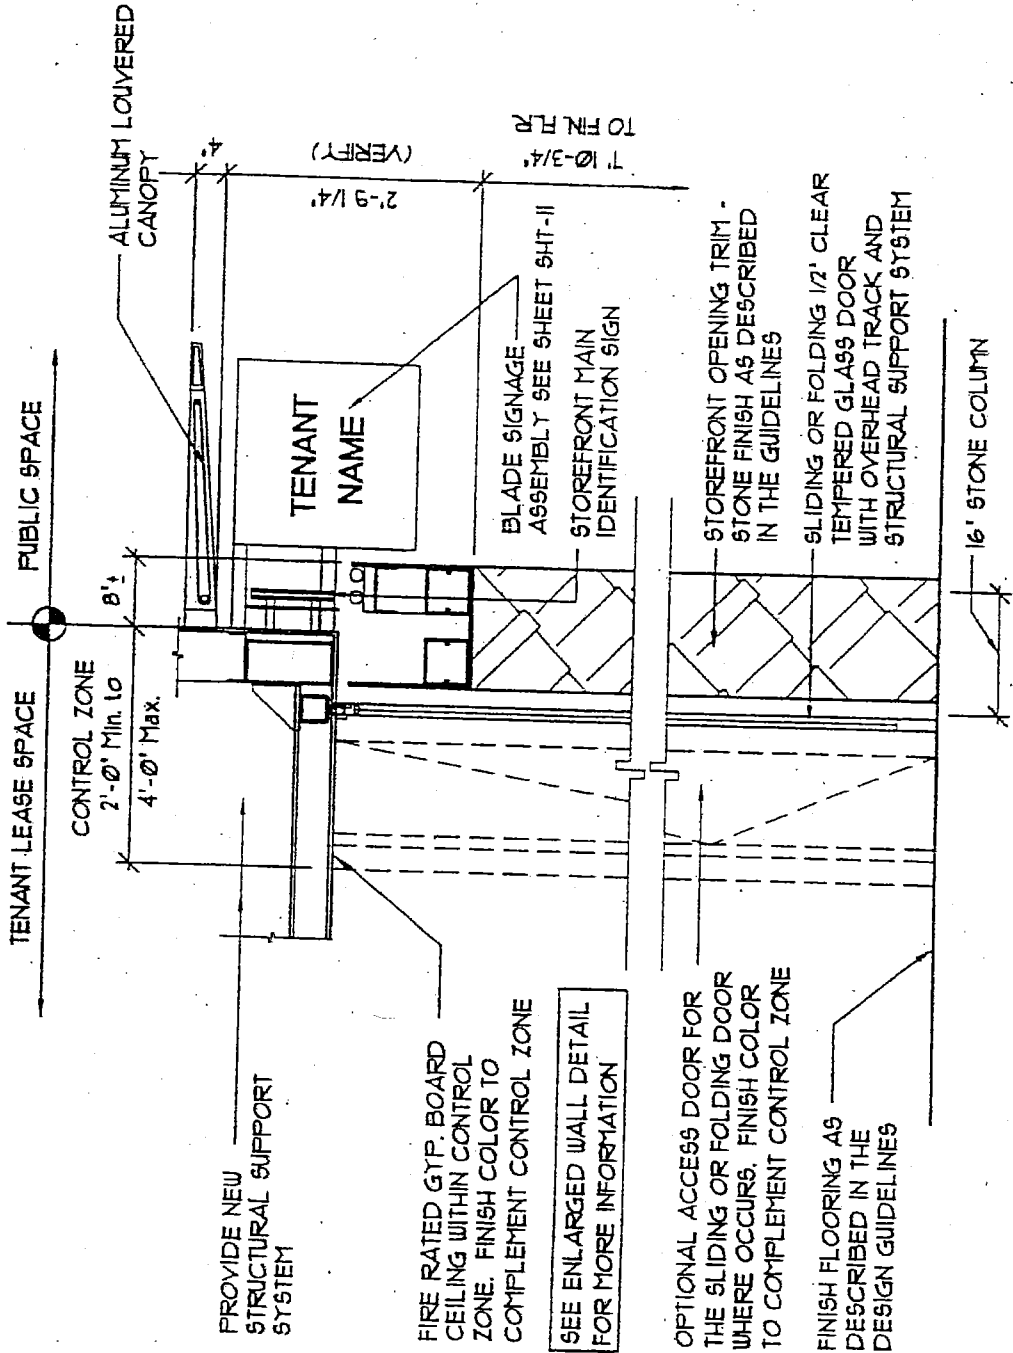 TENANT LEASE SPACE
PUBLIC SPACE
CONTROL ZONE
2'-0" Min. to
4'-0" Max.
8"±
ALUMINUM LOUVERED
CANOPY
4"
2'-9 1/4"
(VERIFY)
7' 10-3/4"
TO FIN FLR
TENANT
NAME
PROVIDE NEW
STRUCTURAL SUPPORT
SYSTEM
FIRE RATED GYP. BOARD
CEILING WITHIN CONTROL
ZONE. FINISH COLOR TO
COMPLEMENT CONTROL ZONE
SEE ENLARGED WALL DETAIL
FOR MORE INFORMATION
OPTIONAL ACCESS DOOR FOR
THE SLIDING OR FOLDING DOOR
WHERE OCCURS. FINISH COLOR
TO COMPLEMENT CONTROL ZONE
FINISH FLOORING AS
DESCRIBED IN THE
DESIGN GUIDELINES
BLADE SIGNAGE
ASSEMBLY SEE SHEET SHT-11
STOREFRONT MAIN
IDENTIFICATION SIGN
STOREFRONT OPENING TRIM -
STONE FINISH AS DESCRIBED
IN THE GUIDELINES
SLIDING OR FOLDING 1/2" CLEAR
TEMPERED GLASS DOOR
WITH OVERHEAD TRACK AND
STRUCTURAL SUPPORT SYSTEM
16" STONE COLUMN